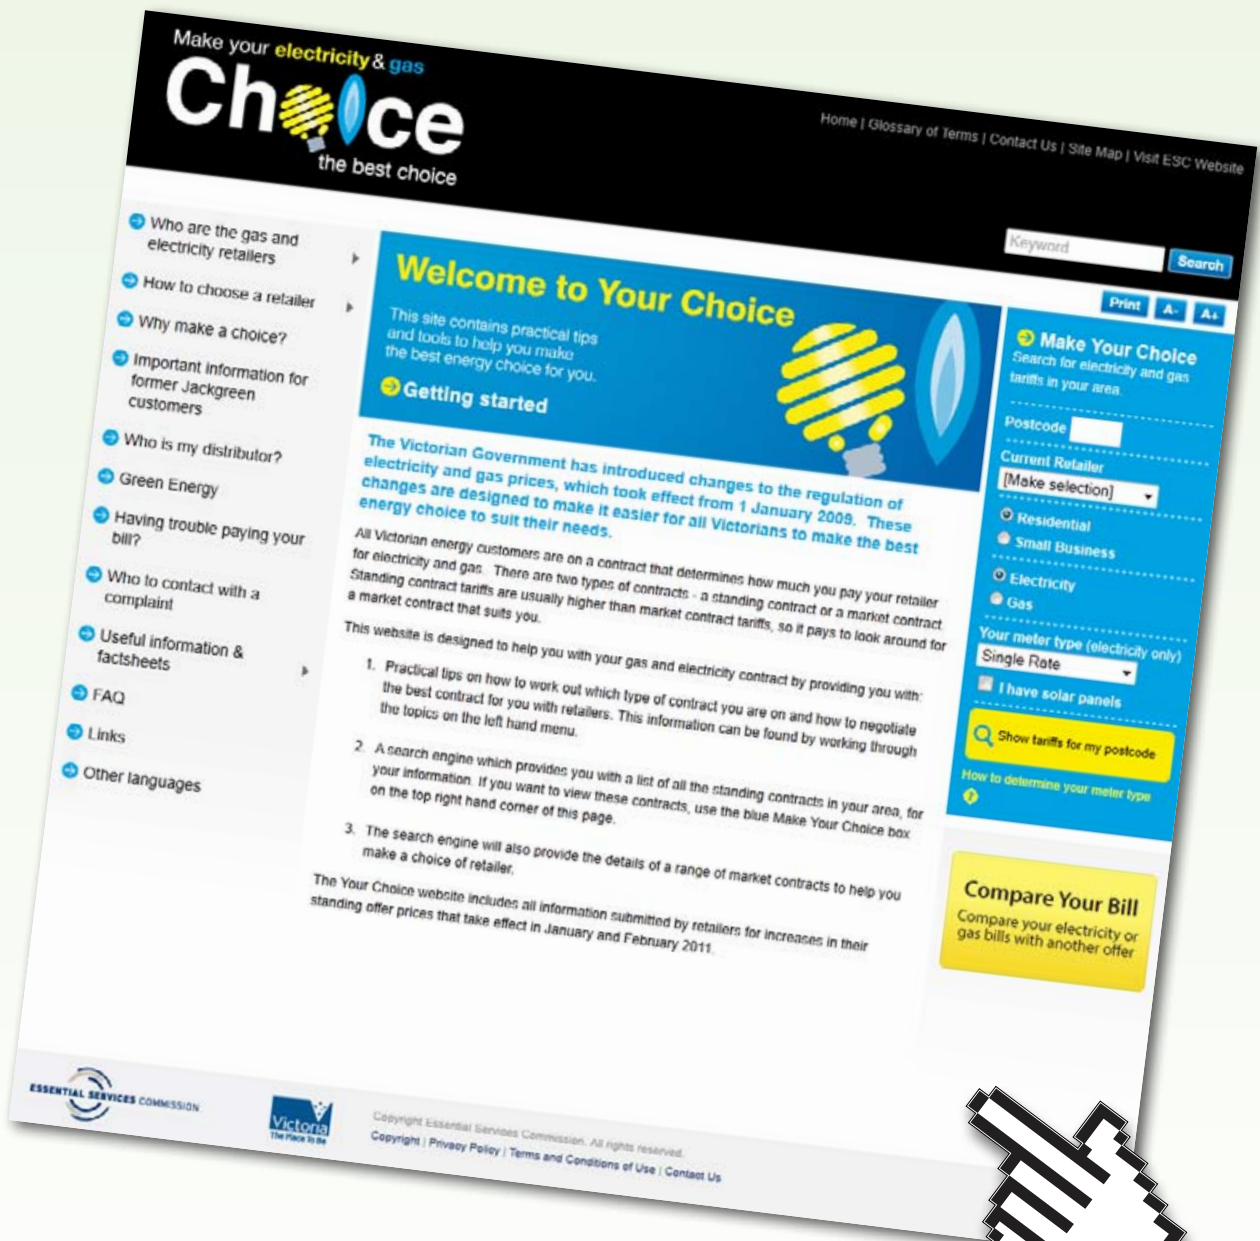 Make your electricity & gas
Choice
the best choice
Home | Glossary of Terms | Contact Us | Site Map | Visit ESC Website
Keyword
Search
Print
A-
A+
Who are the gas and
electricity retailers
How to choose a retailer
Why make a choice?
Important information for
former Jackgreen
customers
Who is my distributor?
Green Energy
Having trouble paying your
bill?
Who to contact with a
complaint
Useful information &
factsheets
FAQ
Links
Other languages
Welcome to Your Choice
This site contains practical tips
and tools to help you make
the best energy choice for you.
Getting started
The Victorian Government has introduced changes to the regulation of
electricity and gas prices, which took effect from 1 January 2009. These
changes are designed to make it easier for all Victorians to make the best
energy choice to suit their needs.
All Victorian energy customers are on a contract that determines how much you pay your retailer
for electricity and gas. There are two types of contracts - a standing contract or a market contract.
Standing contract tariffs are usually higher than market contract tariffs, so it pays to look around for
a market contract that suits you.
This website is designed to help you with your gas and electricity contract by providing you with:
1. Practical tips on how to work out which type of contract you are on and how to negotiate
the best contract for you with retailers. This information can be found by working through
the topics on the left hand menu.
2. A search engine which provides you with a list of all the standing contracts in your area, for
your information. If you want to view these contracts, use the blue Make Your Choice box
on the top right hand corner of this page.
3. The search engine will also provide the details of a range of market contracts to help you
make a choice of retailer.
The Your Choice website includes all information submitted by retailers for increases in their
standing offer prices that take effect in January and February 2011.
Make Your Choice
Search for electricity and gas
tariffs in your area.
Postcode
Current Retailer
[Make selection]
Residential
Small Business
Electricity
Gas
Your meter type (electricity only)
Single Rate
I have solar panels
Show tariffs for my postcode
How to determine your meter type
?
Compare Your Bill
Compare your electricity or
gas bills with another offer
ESSENTIAL SERVICES COMMISSION
Victoria
The Place To Be
Copyright Essential Services Commission. All rights reserved.
Copyright | Privacy Policy | Terms and Conditions of Use | Contact Us